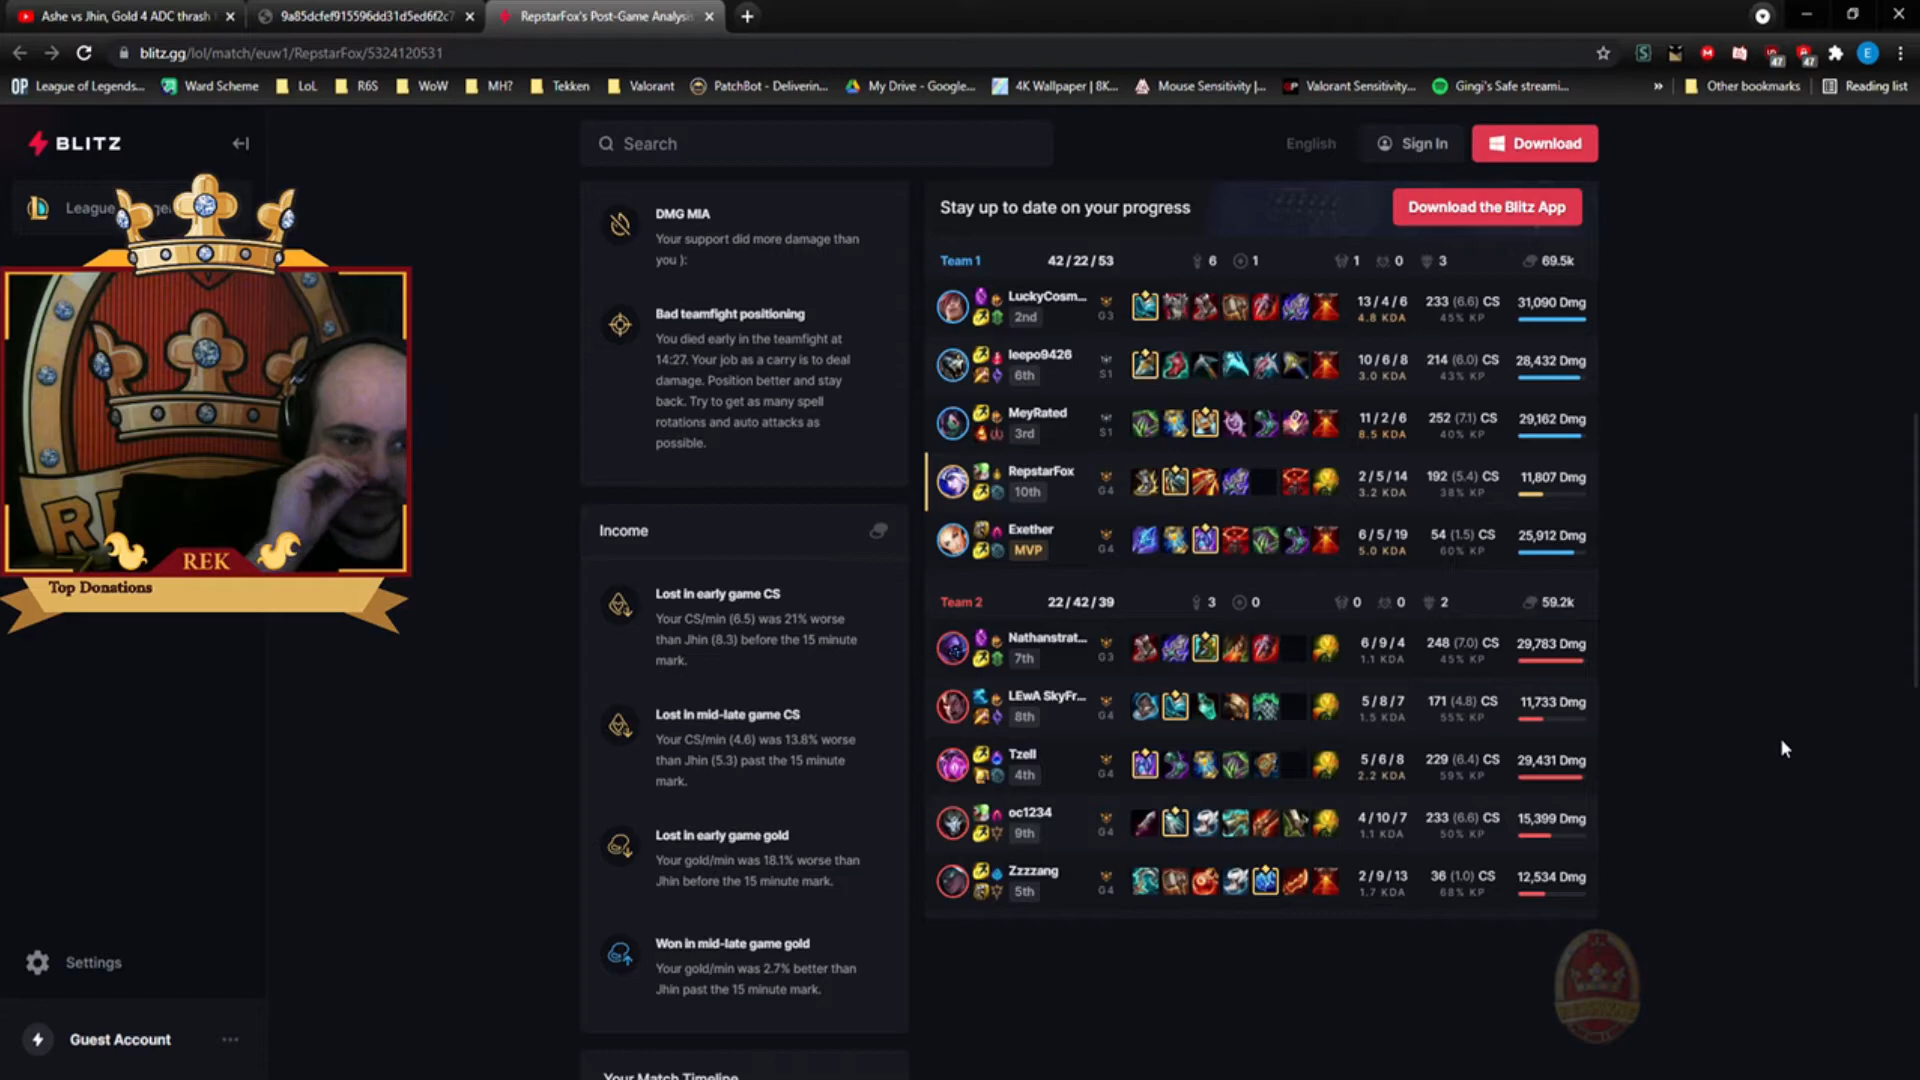 Ashe vs Jhin, Gold 4 ADC thrash
9a85dcfef915596dd31d5ed6f2c7
RepstarFox's Post-Game Analysis
blitz.gg/lol/match/euw1/RepstarFox/5324120531
47
47
E
OP League of Legends...
Ward Scheme
LoL
R6S
WoW
MH?
Tekken
Valorant
PatchBot - Deliverin...
My Drive - Google...
4K Wallpaper | 8K...
Mouse Sensitivity |...
Valorant Sensitivity...
Gingi's Safe streami...
»
Other bookmarks
Reading list
BLITZ
Search
English
Sign In
Download
League
DMG MIA
Your support did more damage than
you ):
Bad teamfight positioning
You died early in the teamfight at
14:27. Your job as a carry is to deal
damage. Position better and stay
back. Try to get as many spell
rotations and auto attacks as
possible.
Income
Lost in early game CS
Your CS/min (6.5) was 21% worse
than Jhin (8.3) before the 15 minute
mark.
Lost in mid-late game CS
Your CS/min (4.6) was 13.8% worse
than Jhin (5.3) past the 15 minute
mark.
Lost in early game gold
Your gold/min was 18.1% worse than
Jhin before the 15 minute mark.
Won in mid-late game gold
Your gold/min was 2.7% better than
Jhin past the 15 minute mark.
Your Match Timeline
Stay up to date on your progress
Download the Blitz App
Team 1 42 / 22 / 53 6 1 1 0 3 69.5k
LuckyCosm... 13 / 4 / 6 233 (6.6) CS 31,090 Dmg
2nd G3 4.8 KDA 45% KP
leepo9426 10 / 6 / 8 214 (6.0) CS 28,432 Dmg
6th S1 3.0 KDA 43% KP
MeyRated 11 / 2 / 6 252 (7.1) CS 29,162 Dmg
3rd S1 8.5 KDA 40% KP
RepstarFox 2 / 5 / 14 192 (5.4) CS 11,807 Dmg
10th G4 3.2 KDA 38% KP
Exether 6 / 5 / 19 54 (1.5) CS 25,912 Dmg
MVP G4 5.0 KDA 60% KP
Team 2 22 / 42 / 39 3 0 0 0 2 59.2k
Nathanstrat... 6 / 9 / 4 248 (7.0) CS 29,783 Dmg
7th G3 1.1 KDA 45% KP
LEwA SkyFr... 5 / 8 / 7 171 (4.8) CS 11,733 Dmg
8th G4 1.5 KDA 55% KP
Tzell 5 / 6 / 8 229 (6.4) CS 29,431 Dmg
4th G4 2.2 KDA 59% KP
oc1234 4 / 10 / 7 233 (6.6) CS 15,399 Dmg
9th G4 1.1 KDA 50% KP
Zzzzang 2 / 9 / 13 36 (1.0) CS 12,534 Dmg
5th G4 1.7 KDA 68% KP
REK
Top Donations
Settings
Guest Account